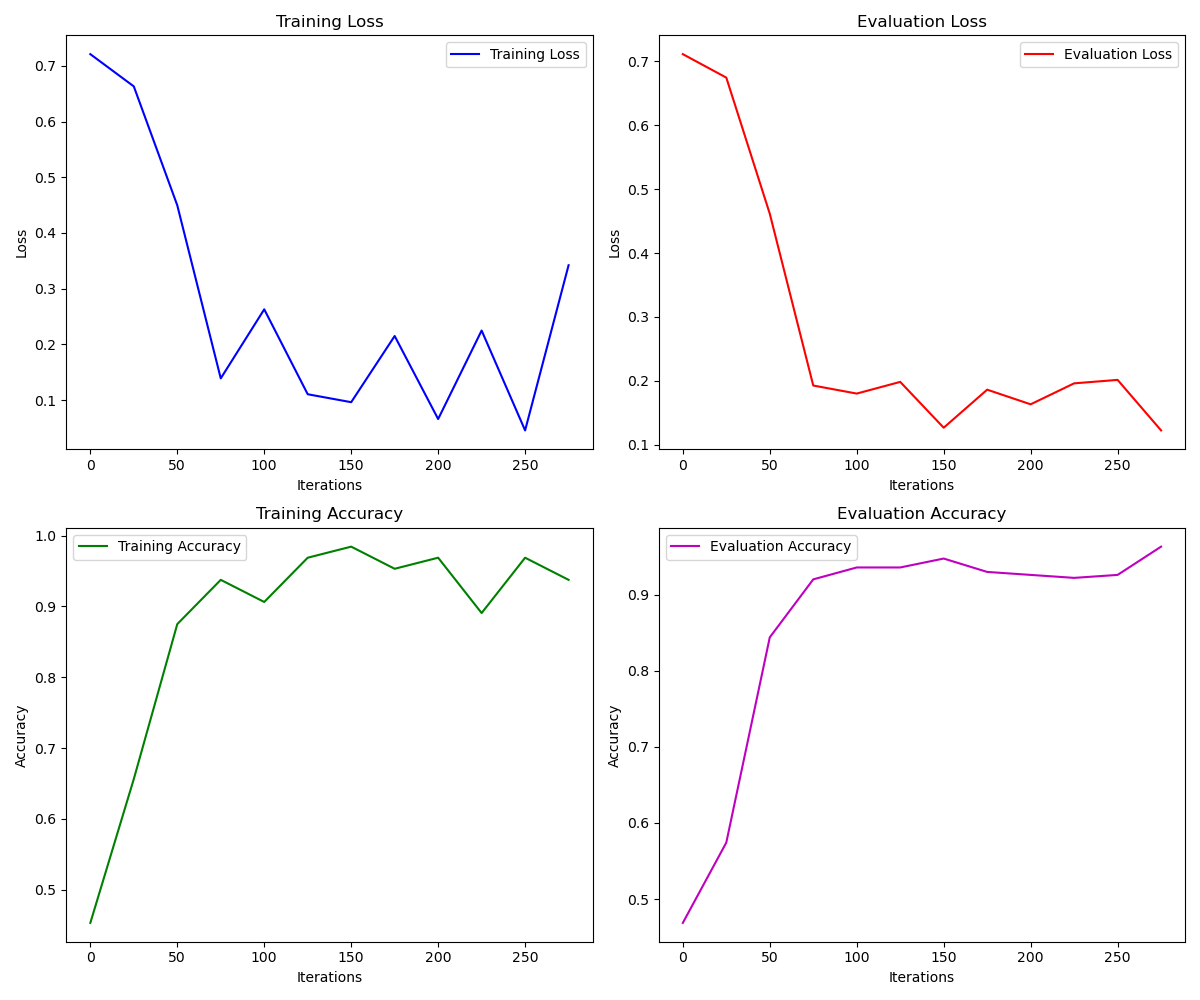 Training Loss
Training Loss
0.7
0.6
0.5
0.4
0.3
0.2
0.1
Loss
0 50 100 150 200 250
Iterations
Evaluation Loss
Evaluation Loss
0.7
0.6
0.5
0.4
0.3
0.2
0.1
Loss
0 50 100 150 200 250
Iterations
Training Accuracy
Training Accuracy
1.0
0.9
0.8
0.7
0.6
0.5
Accuracy
0 50 100 150 200 250
Iterations
Evaluation Accuracy
Evaluation Accuracy
0.9
0.8
0.7
0.6
0.5
Accuracy
0 50 100 150 200 250
Iterations